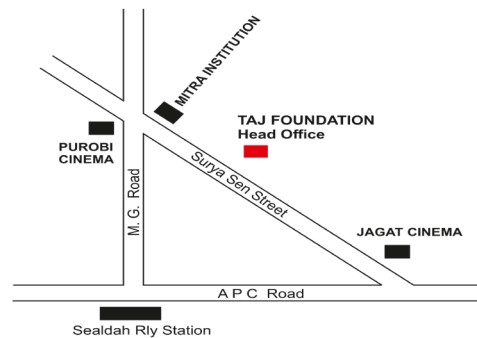 MITRA INSTITUTION
TAJ FOUNDATION
Head Office
PUROBI
CINEMA
M. G. Road
Surya Sen Street
JAGAT CINEMA
A P C Road
Sealdah Rly Station